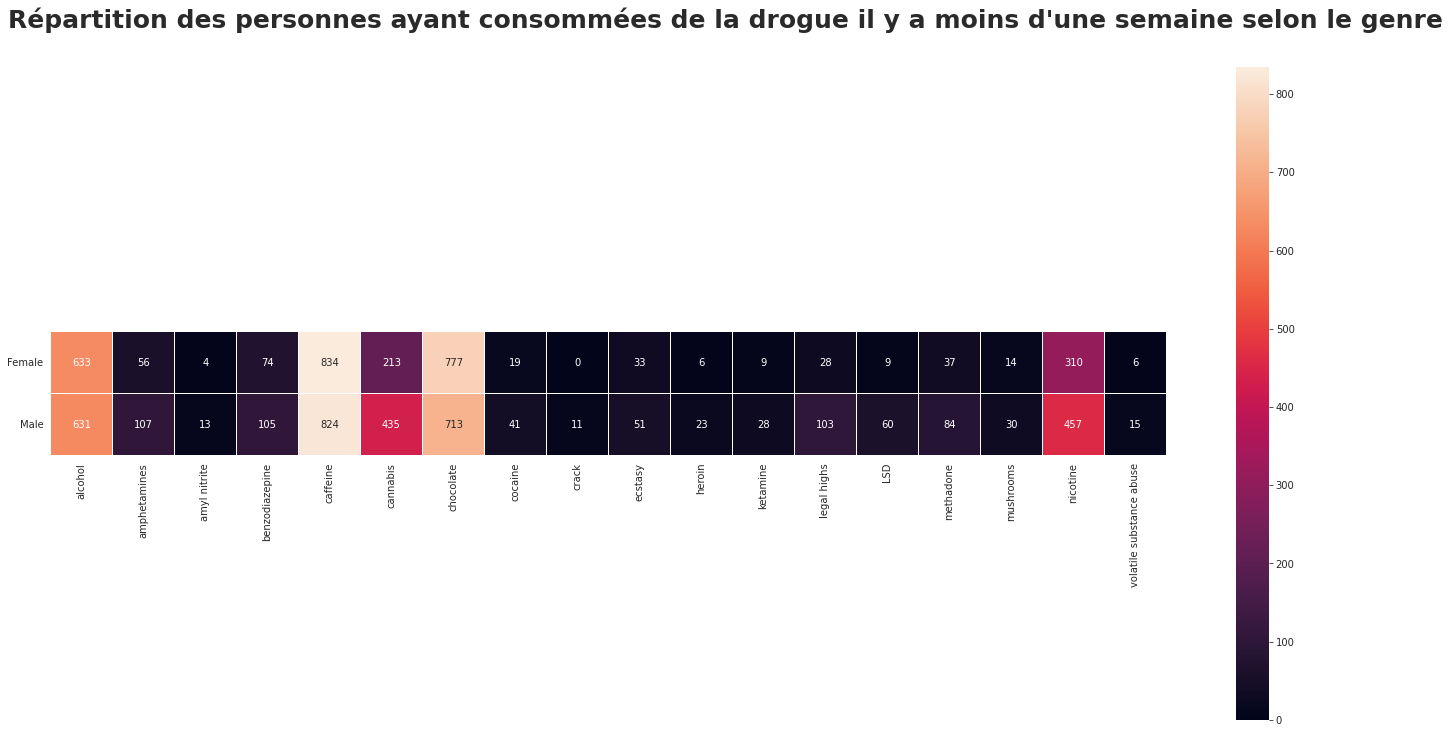 Répartition des personnes ayant consommées de la drogue il y a moins d'une semaine selon le genre
Female 633 56 4 74 834 213 777 19 0 33 6 9 28 9 37 14 310 6
Male 631 107 13 105 824 435 713 41 11 51 23 28 103 60 84 30 457 15
alcohol
amphetamines
amyl nitrite
benzodiazepine
caffeine
cannabis
chocolate
cocaine
crack
ecstasy
heroin
ketamine
legal highs
LSD
methadone
mushrooms
nicotine
volatile substance abuse
800
700
600
500
400
300
200
100
0